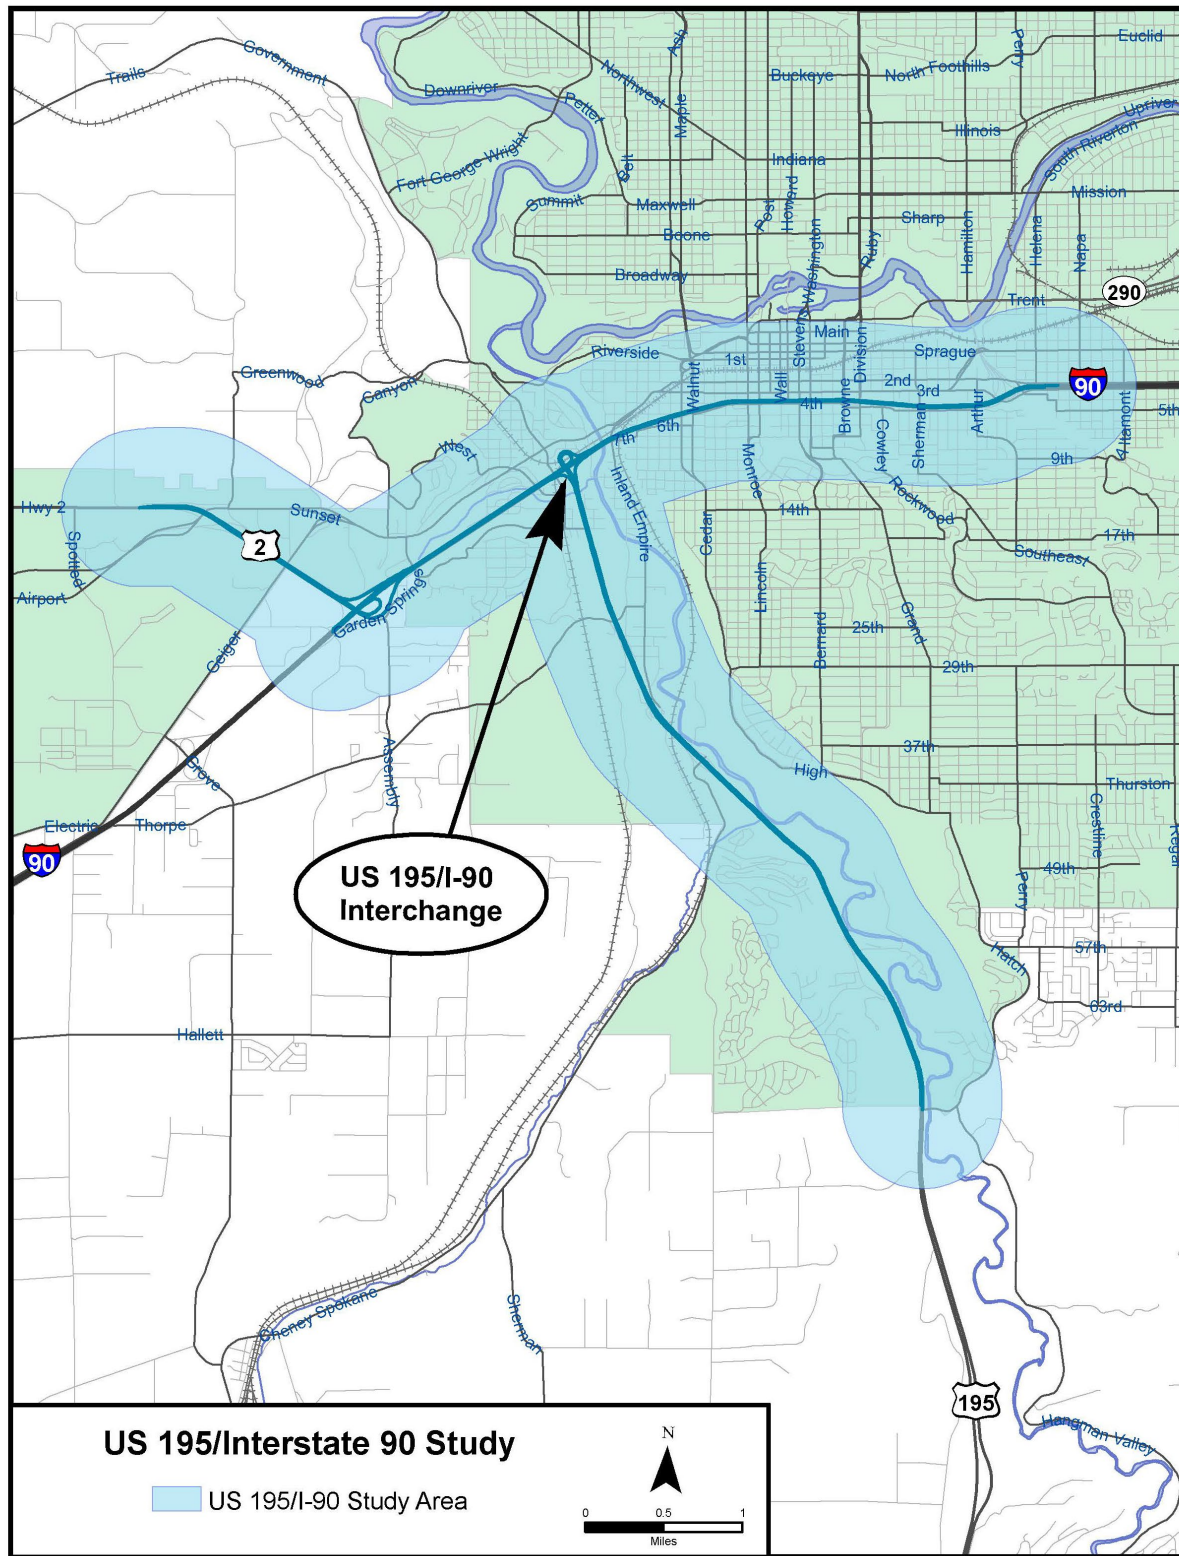 Euclid
Perry
Ash
Government
Trails
Northwest
Buckeye
North Foothills
Downriver
Pettet
Maple
Upriver
Illinois
South Riverton
Fort George Wright
Belt
Indiana
Mission
Summit
Maxwell
Post
Howard
Sharp
Boone
Washington
Ruby
Hamilton
Helena
Napa
Broadway
290
Trent
Stevens
Main
Riverside
1st
Division
Sprague
Greenwood
Canyon
Walnut
Wall
2nd
3rd
90
Browne
4th
Arthur
Altamont
5th
6th
7th
Cowley
Sherman
West
Monroe
9th
Inland Empire
Rockwood
Hwy 2
Sunset
14th
Cedar
17th
2
Southeast
Spotted
Airport
Lincoln
Garden Springs
Bernard
25th
Grand
Geiger
29th
37th
High
Grove
Assembly
Thurston
Crestline
Electric
Thorpe
Regal
90
49th
Perry
US 195/I-90
Interchange
57th
Hatch
63rd
Hallett
Cheney Spokane
Sherman
195
Hangman Valley
US 195/Interstate 90 Study
US 195/I-90 Study Area
N
0 0.5 1
Miles